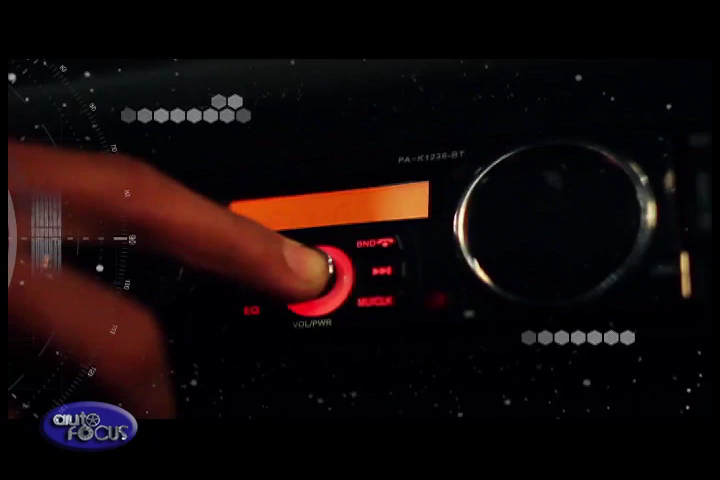 PA-K1236-BT
BND
EQ
MU/CLK
VOL/PWR
auto
FOCUS